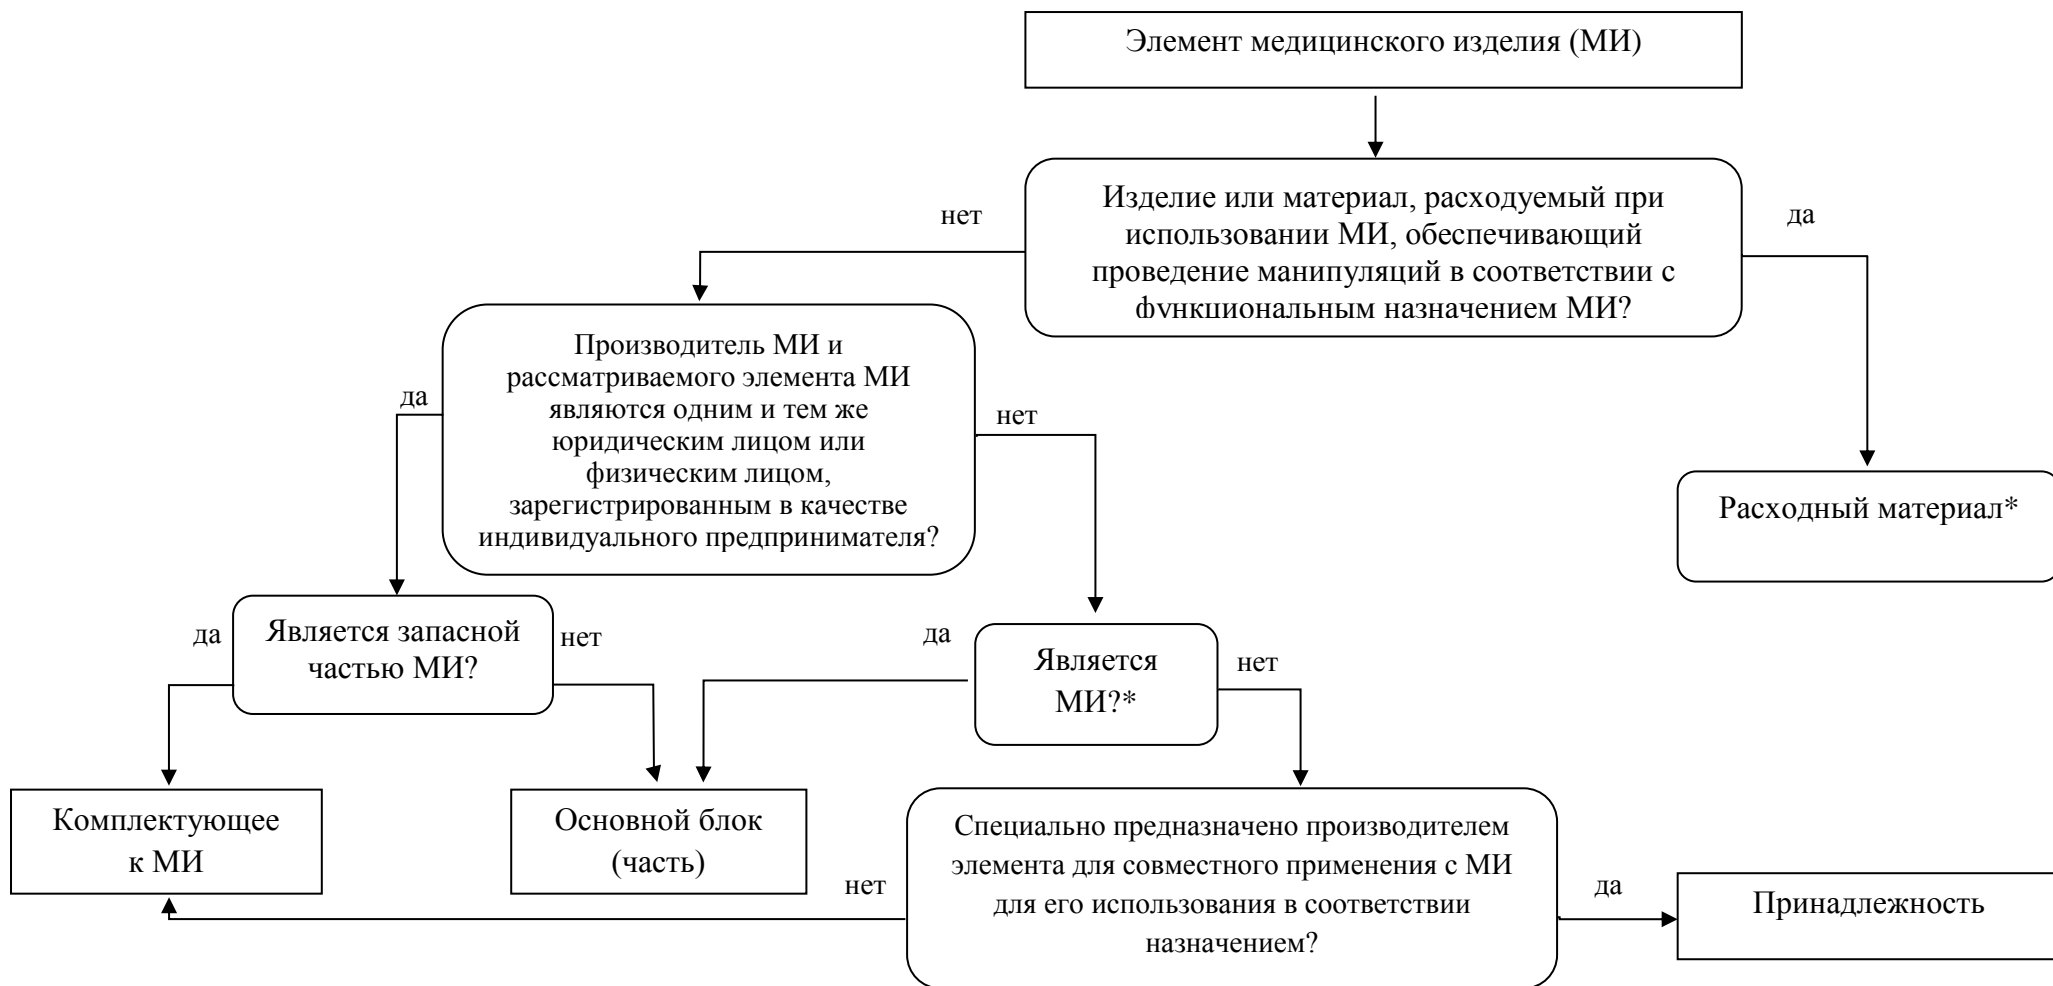 Элемент медицинского изделия (МИ)
Изделие или материал, расходуемый при
использовании МИ, обеспечивающий
проведение манипуляций в соответствии с
функциональным назначением МИ?
нет
да
Производитель МИ и
рассматриваемого элемента МИ
являются одним и тем же
юридическим лицом или
физическим лицом,
зарегистрированным в качестве
индивидуального предпринимателя?
да
нет
Расходный материал*
да
Является запасной
частью МИ?
нет
да
Является
МИ?*
нет
Комплектующее
к МИ
Основной блок
(часть)
Специально предназначено производителем
элемента для совместного применения с МИ
для его использования в соответствии
назначением?
нет
да
Принадлежность